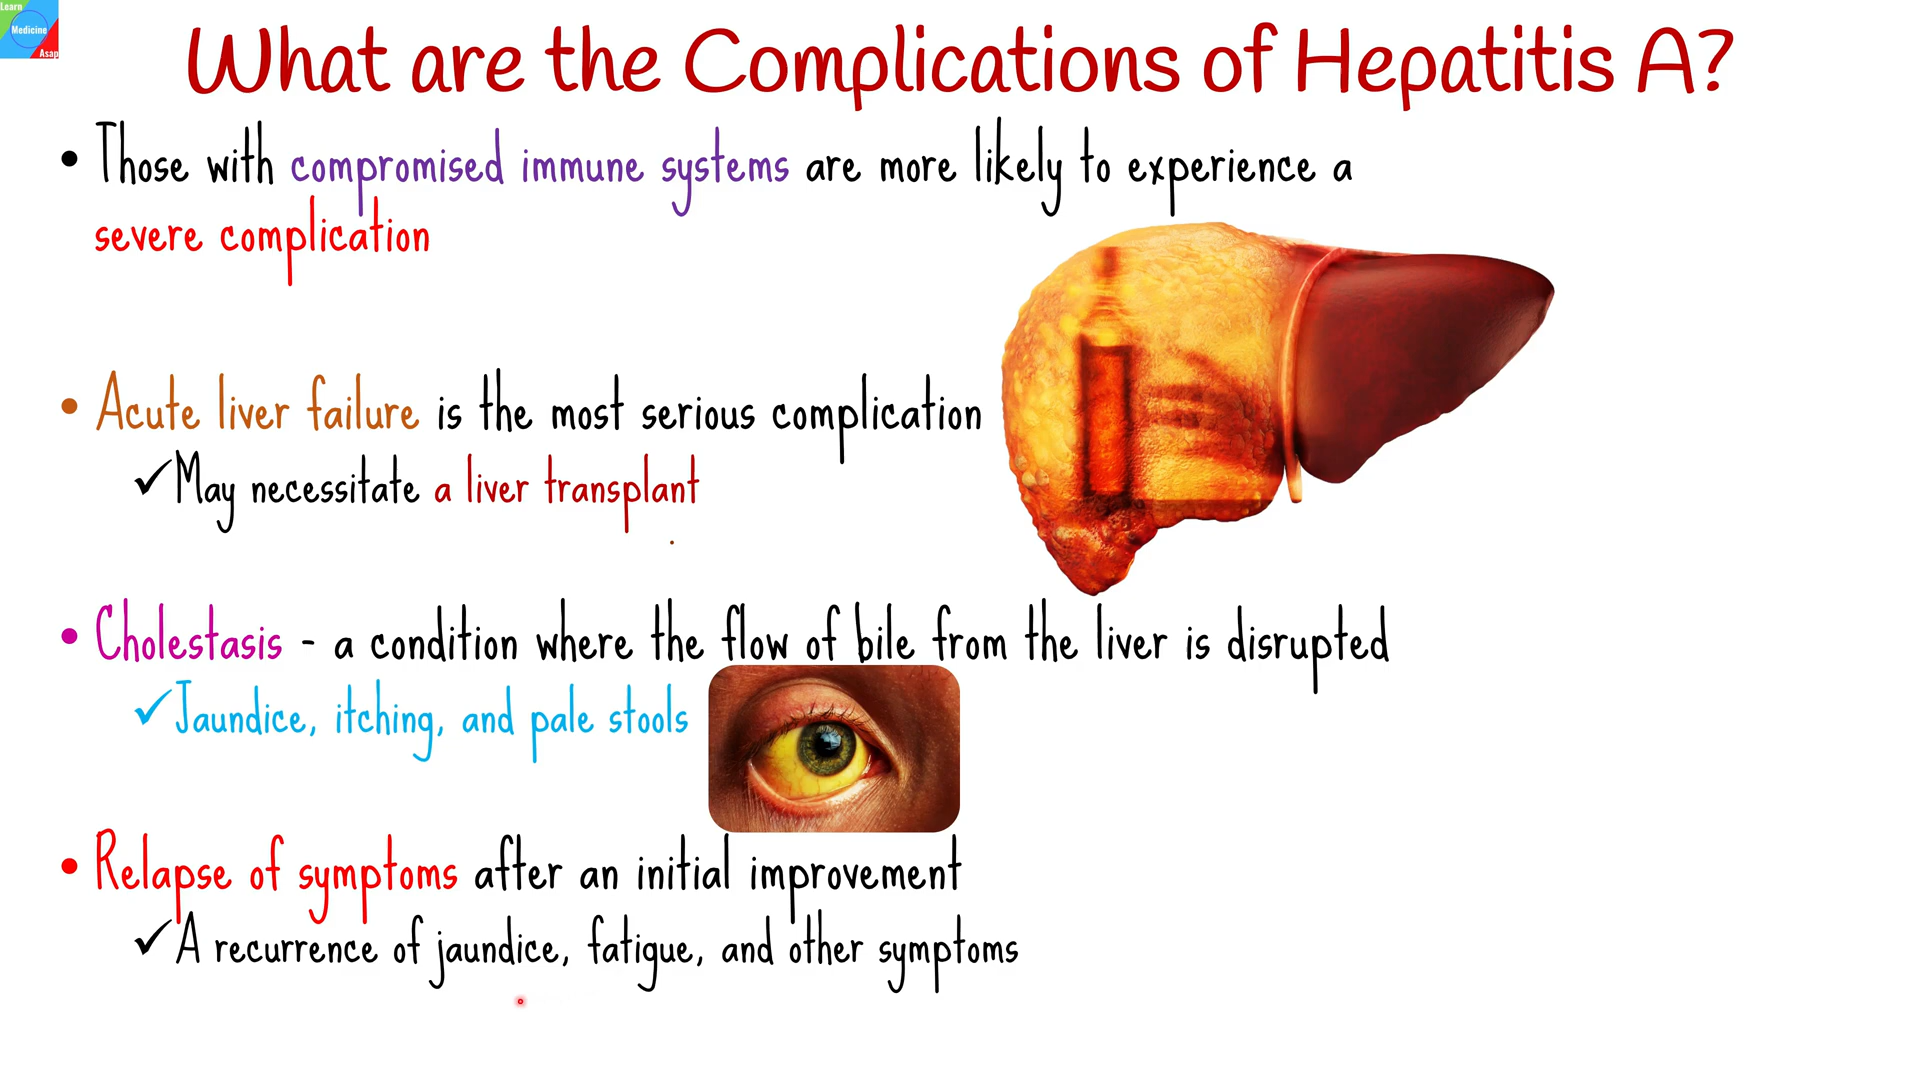 Learn
Medicine
Asap
What are the Complications of Hepatitis A?
• Those with compromised immune systems are more likely to experience a
severe complication
• Acute liver failure is the most serious complication
✓ May necessitate a liver transplant
• Cholestasis - a condition where the flow of bile from the liver is disrupted
✓ Jaundice, itching, and pale stools
• Relapse of symptoms after an initial improvement
✓ A recurrence of jaundice, fatigue, and other symptoms